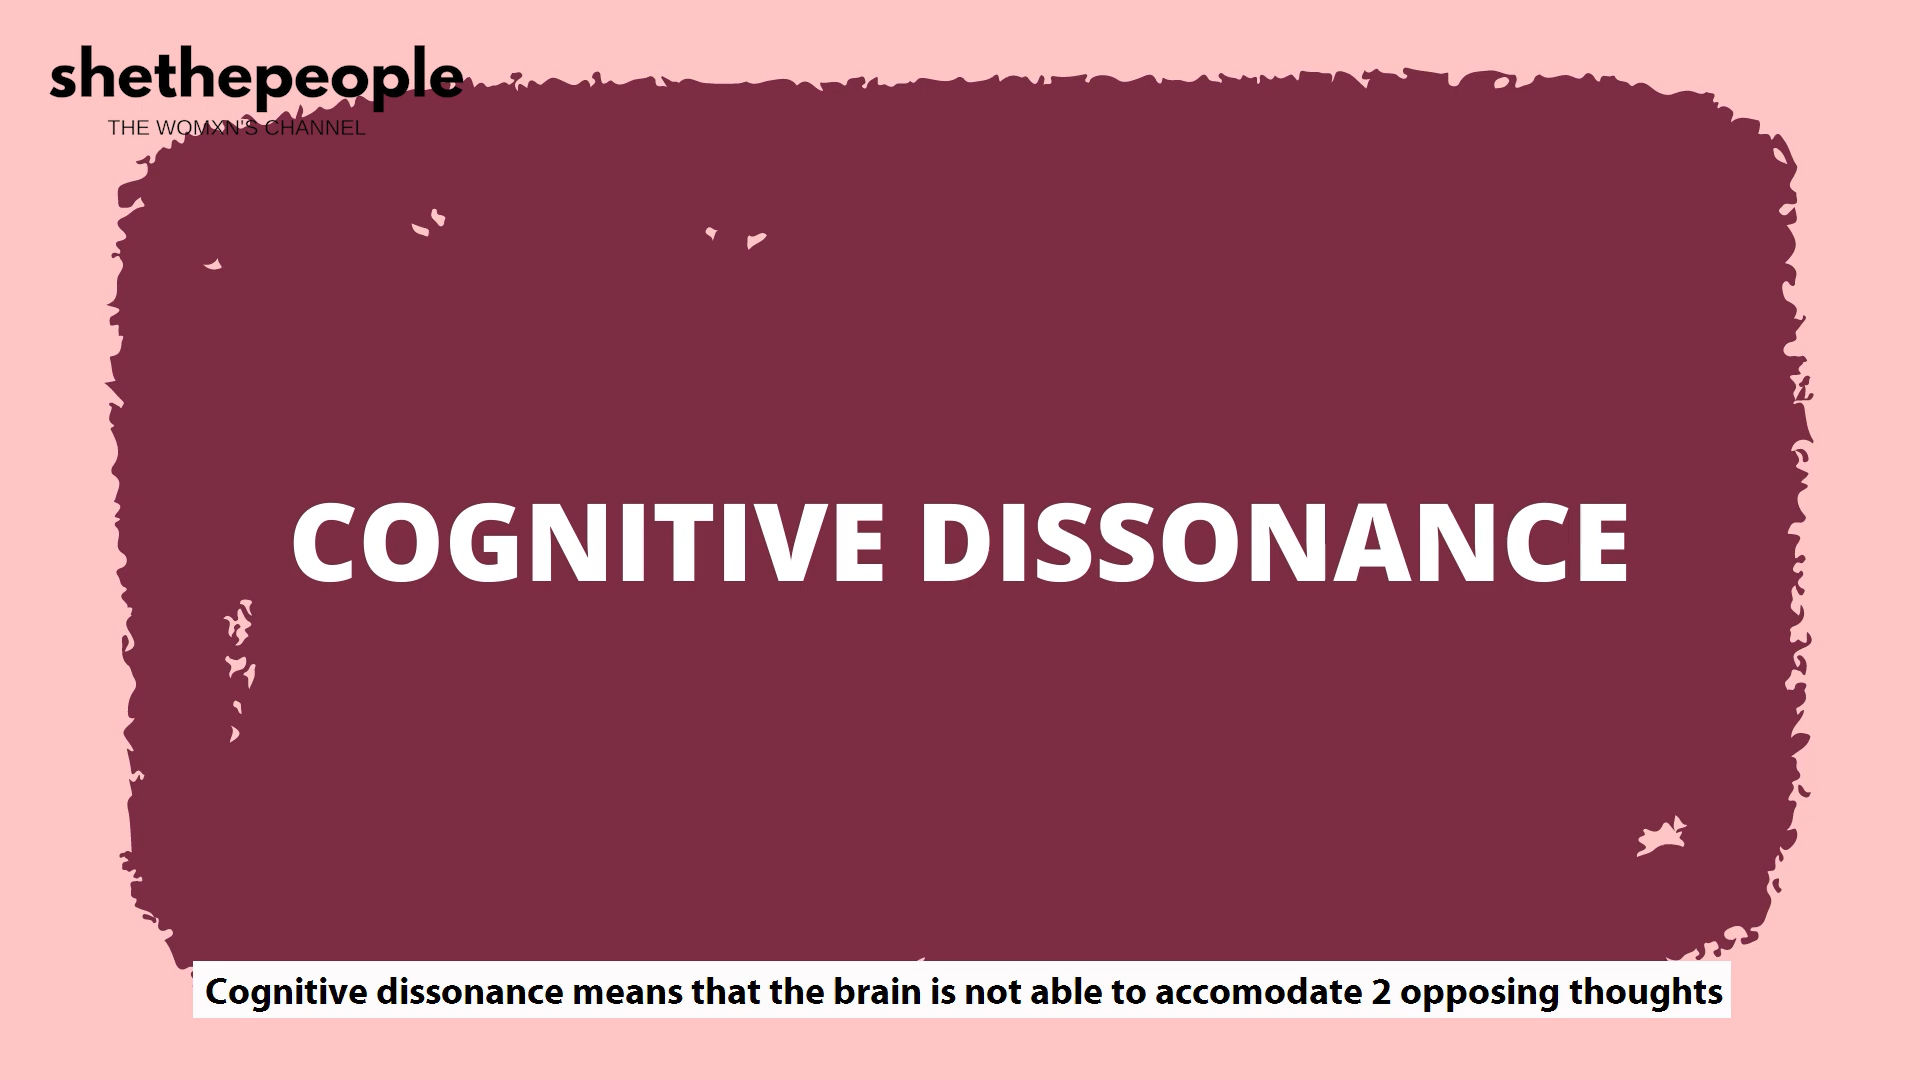 shethepeople
THE WOMXN'S CHANNEL
COGNITIVE DISSONANCE
Cognitive dissonance means that the brain is not able to accomodate 2 opposing thoughts